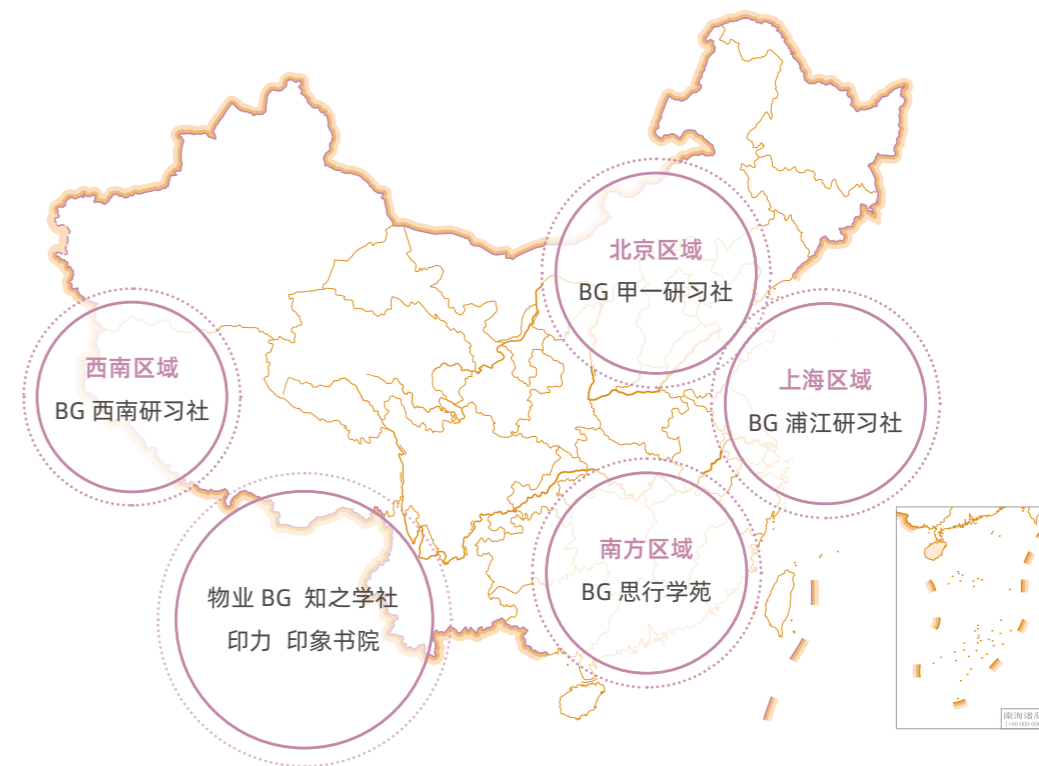 北京区域
BG 甲一研习社
西南区域
BG 西南研习社
上海区域
BG 浦江研习社
南方区域
BG 思行学苑
物业 BG 知之学社
印力 印象书院
南海诸岛